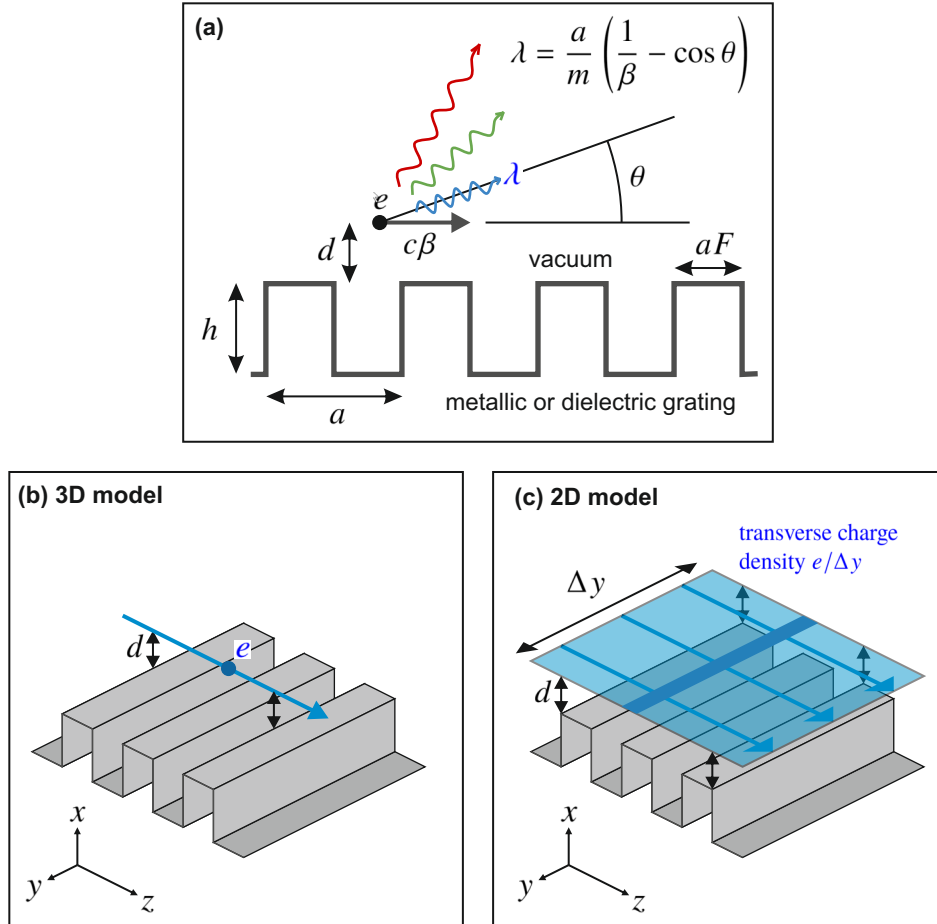 (a)
λ = a/m (1/β − cos θ)
λ
θ
e
d
cβ
vacuum
aF
h
a
metallic or dielectric grating
(b) 3D model
d
e
x
y
z
(c) 2D model
transverse charge
density e/Δy
Δy
d
x
y
z